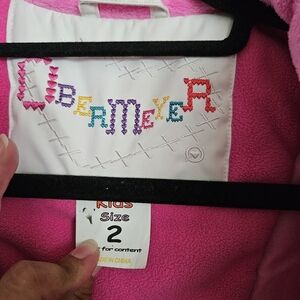 OBERMEYER
Kids
Size
2
for content
MADE IN CHINA